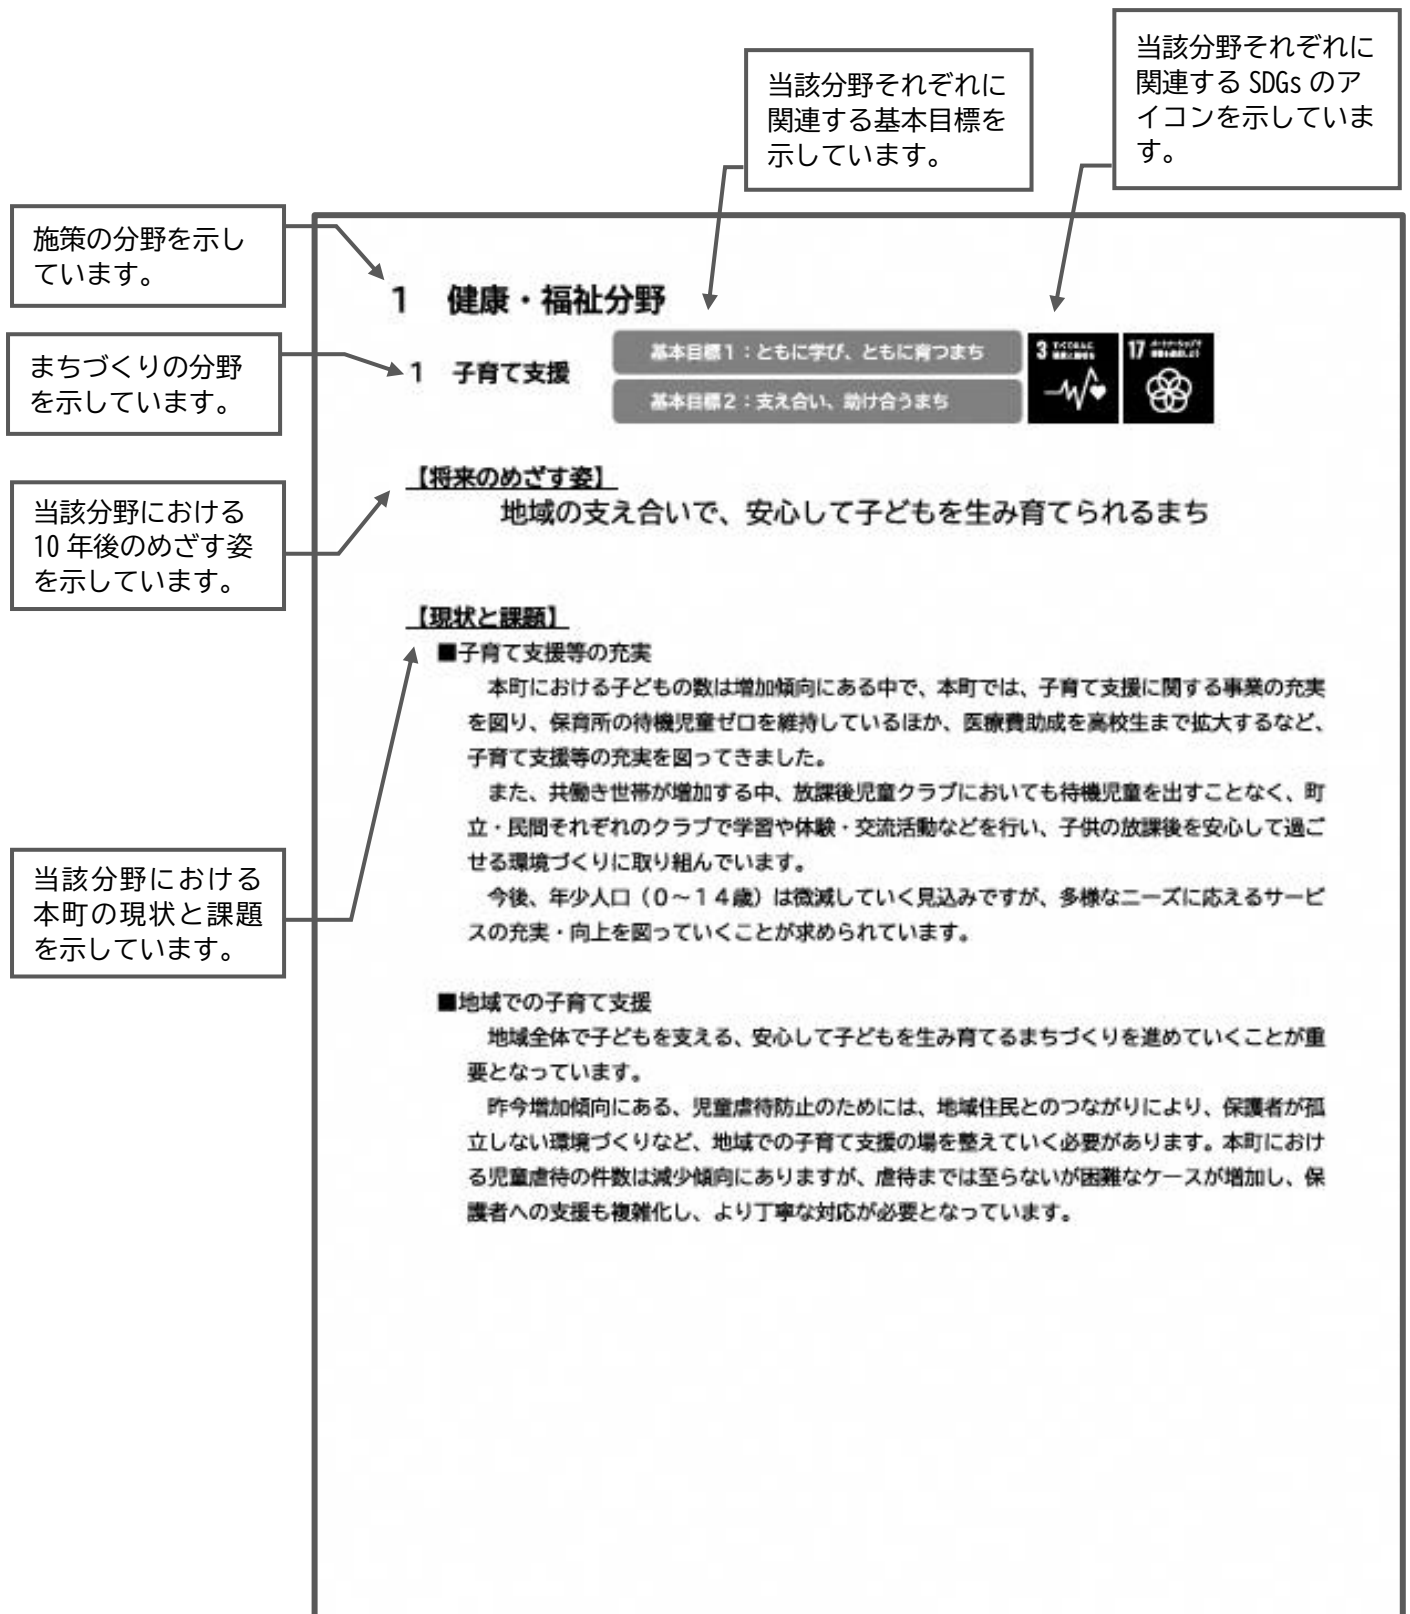 当該分野それぞれに
関連する SDGs のア
イコンを示していま
す。
当該分野それぞれに
関連する基本目標を
示しています。
施策の分野を示し
ています。
1 健康・福祉分野
まちづくりの分野
を示しています。
1 子育て支援
基本目標1：ともに学び、ともに育つまち
基本目標2：支え合い、助け合うまち
3 すべての人に
健康と福祉を
17 パートナーシップで
目標を達成しよう
当該分野における
10 年後のめざす姿
を示しています。
【将来のめざす姿】
地域の支え合いで、安心して子どもを生み育てられるまち
【現状と課題】
■子育て支援等の充実
本町における子どもの数は増加傾向にある中で、本町では、子育て支援に関する事業の充実
を図り、保育所の待機児童ゼロを維持しているほか、医療費助成を高校生まで拡大するなど、
子育て支援等の充実を図ってきました。
また、共働き世帯が増加する中、放課後児童クラブにおいても待機児童を出すことなく、町
立・民間それぞれのクラブで学習や体験・交流活動などを行い、子供の放課後を安心して過ご
せる環境づくりに取り組んでいます。
今後、年少人口（0～14歳）は微減していく見込みですが、多様なニーズに応えるサービ
スの充実・向上を図っていくことが求められています。
当該分野における
本町の現状と課題
を示しています。
■地域での子育て支援
地域全体で子どもを支える、安心して子どもを生み育てるまちづくりを進めていくことが重
要となっています。
昨今増加傾向にある、児童虐待防止のためには、地域住民とのつながりにより、保護者が孤
立しない環境づくりなど、地域での子育て支援の場を整えていく必要があります。本町におけ
る児童虐待の件数は減少傾向にありますが、虐待までは至らないが困難なケースが増加し、保
護者への支援も複雑化し、より丁寧な対応が必要となっています。